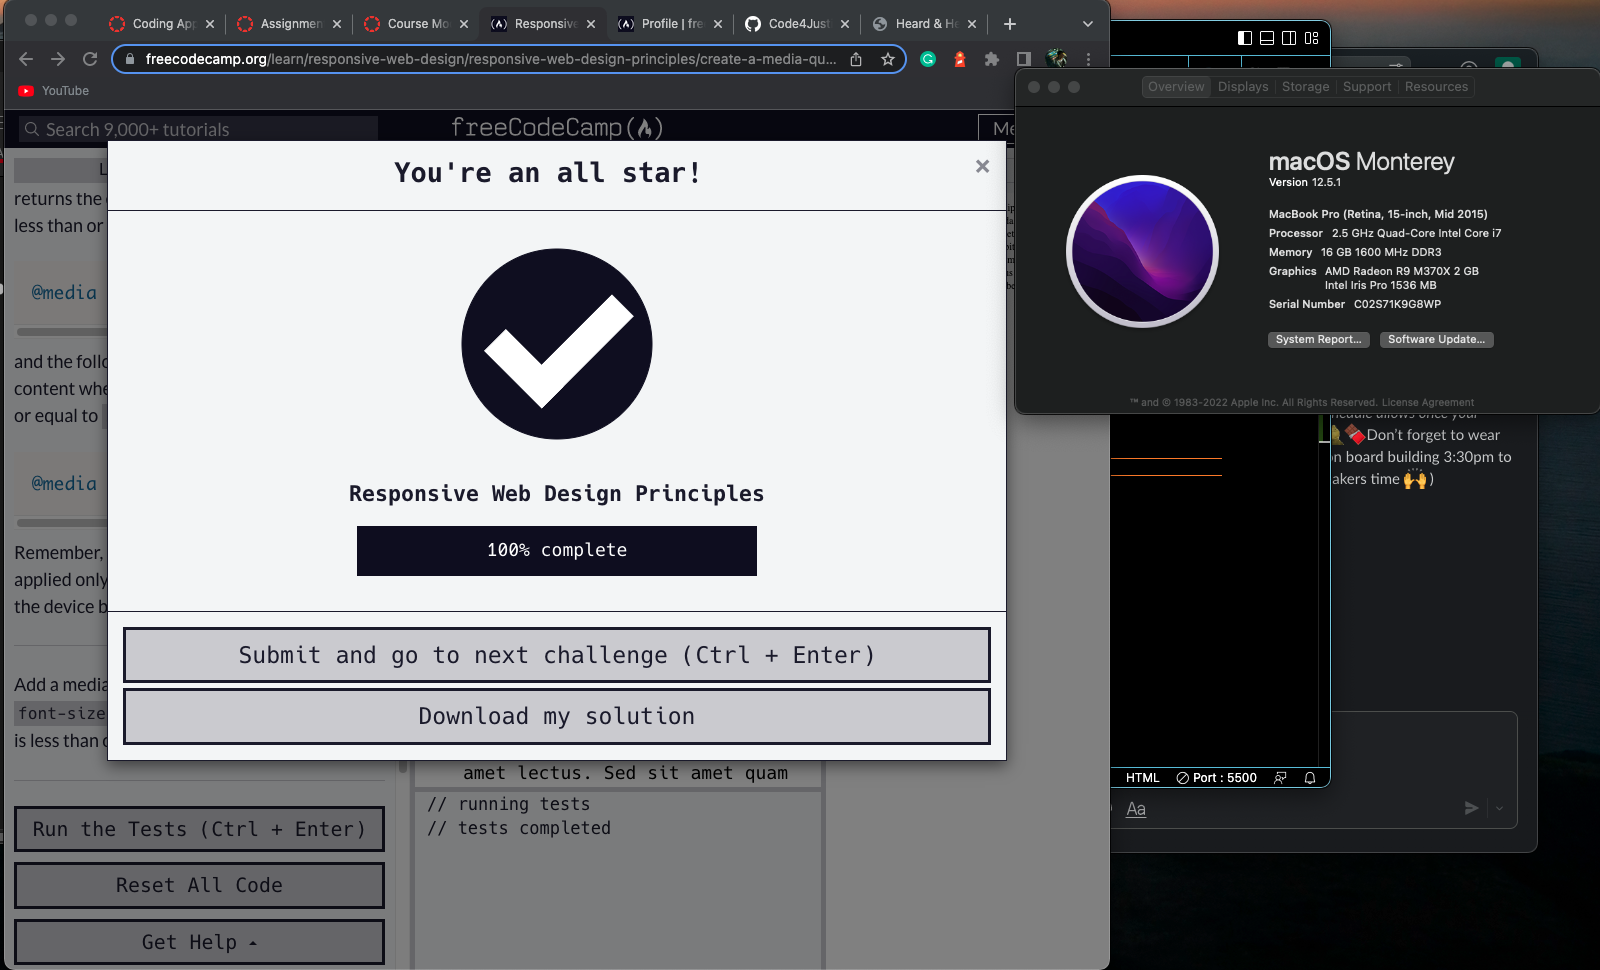 Coding Ap
Assignmen
Course Mo
Responsive
Profile | fre
Code4Just
Heard & He
freecodecamp.org/learn/responsive-web-design/responsive-web-design-principles/create-a-media-qu...
YouTube
Search 9,000+ tutorials
freeCodeCamp
Me
returns the
less than or
@media
and the follo
content whe
or equal to
@media
Remember,
applied only
the device b
Add a media
font-size
is less than
Run the Tests (Ctrl + Enter)
Reset All Code
Get Help
You're an all star!
×
Responsive Web Design Principles
100% complete
Submit and go to next challenge (Ctrl + Enter)
Download my solution
amet lectus. Sed sit amet quam
// running tests
// tests completed
Overview Displays Storage Support Resources
macOS Monterey
Version 12.5.1
MacBook Pro (Retina, 15-inch, Mid 2015)
Processor 2.5 GHz Quad-Core Intel Core i7
Memory 16 GB 1600 MHz DDR3
Graphics AMD Radeon R9 M370X 2 GB
Intel Iris Pro 1536 MB
Serial Number C02S71K9G8WP
System Report...
Software Update...
™ and © 1983-2022 Apple Inc. All Rights Reserved. License Agreement
allows once your
Don't forget to wear
n board building 3:30pm to
akers time 🙌)
HTML
Port : 5500
Aa